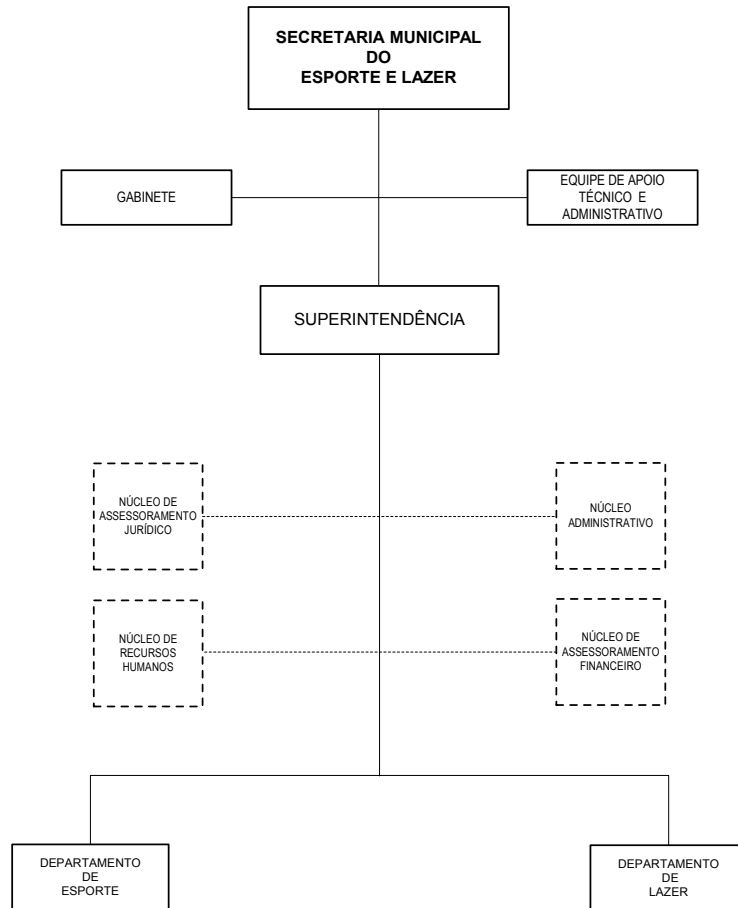 SECRETARIA MUNICIPAL
DO
ESPORTE E LAZER
GABINETE
EQUIPE DE APOIO
TÉCNICO E
ADMINISTRATIVO
SUPERINTENDÊNCIA
NÚCLEO DE
ASSESSORAMENTO
JURÍDICO
NÚCLEO
ADMINISTRATIVO
NÚCLEO DE
RECURSOS
HUMANOS
NÚCLEO DE
ASSESSORAMENTO
FINANCEIRO
DEPARTAMENTO
DE
ESPORTE
DEPARTAMENTO
DE
LAZER